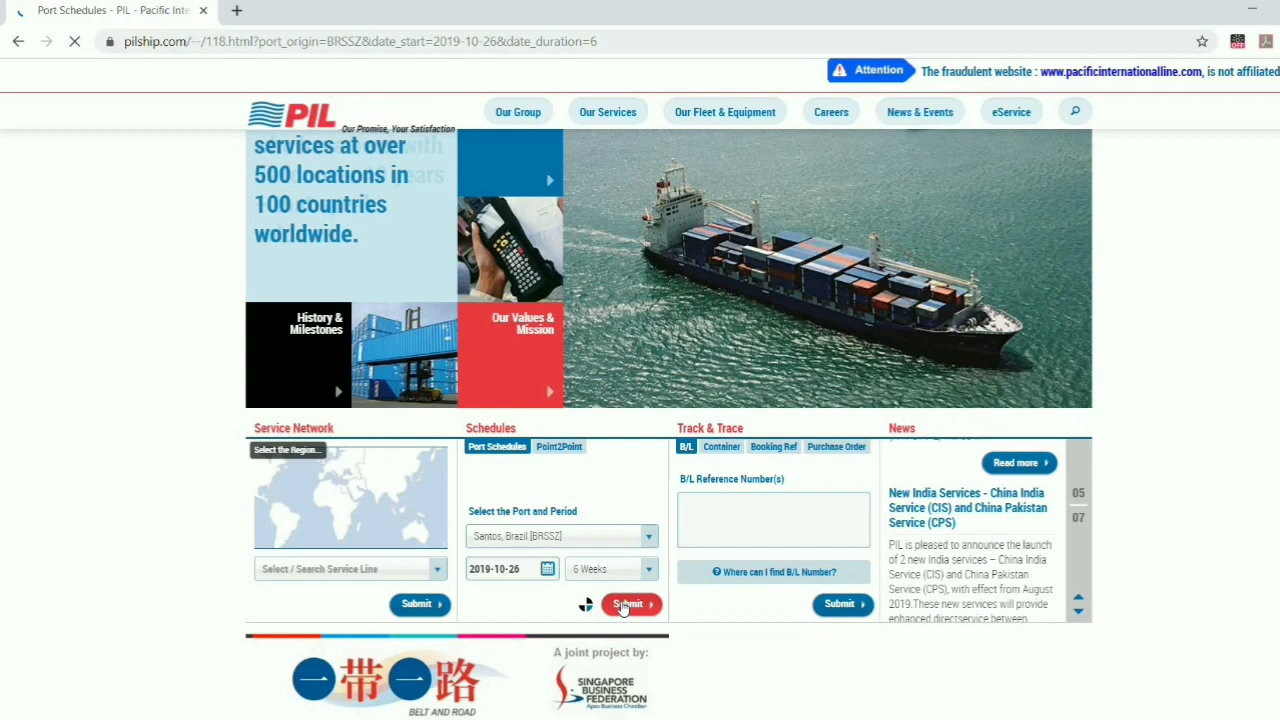 Port Schedules - PIL - Pacific Inte
pilship.com/--/118.html?port_origin=BRSSZ&date_start=2019-10-26&date_duration=6
OFF
Attention
The fraudulent website : www.pacificinternationalline.com, is not affiliated
PIL
Our Promise, Your Satisfaction
Our Group
Our Services
Our Fleet & Equipment
Careers
News & Events
eService
services at over
500 locations in
100 countries
worldwide.
History &
Milestones
Our Values &
Mission
Service Network
Schedules
Track & Trace
News
Select the Region...
Port Schedules
Point2Point
B/L
Container
Booking Ref
Purchase Order
Read more
B/L Reference Number(s)
New India Services - China India
Service (CIS) and China Pakistan
Service (CPS)
05
07
Select the Port and Period
Santos, Brazil [BRSSZ]
PIL is pleased to announce the launch
of 2 new India services – China India
Service (CIS) and China Pakistan
Service (CPS), with effect from August
2019.These new services will provide
enhanced directservice between
Select / Search Service Line
2019-10-26
6 Weeks
Where can I find B/L Number?
Submit
Submit
Submit
一带一路
BELT AND ROAD
A joint project by:
SINGAPORE
BUSINESS
FEDERATION
Apex Business Chamber